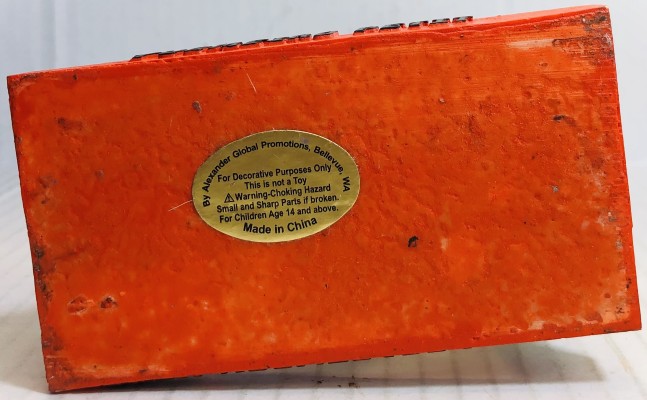 By Alexander Global Promotions, Bellevue, WA
For Decorative Purposes Only
This is not a Toy
⚠Warning-Choking Hazard
Small and Sharp Parts if broken.
For Children Age 14 and above.
Made in China